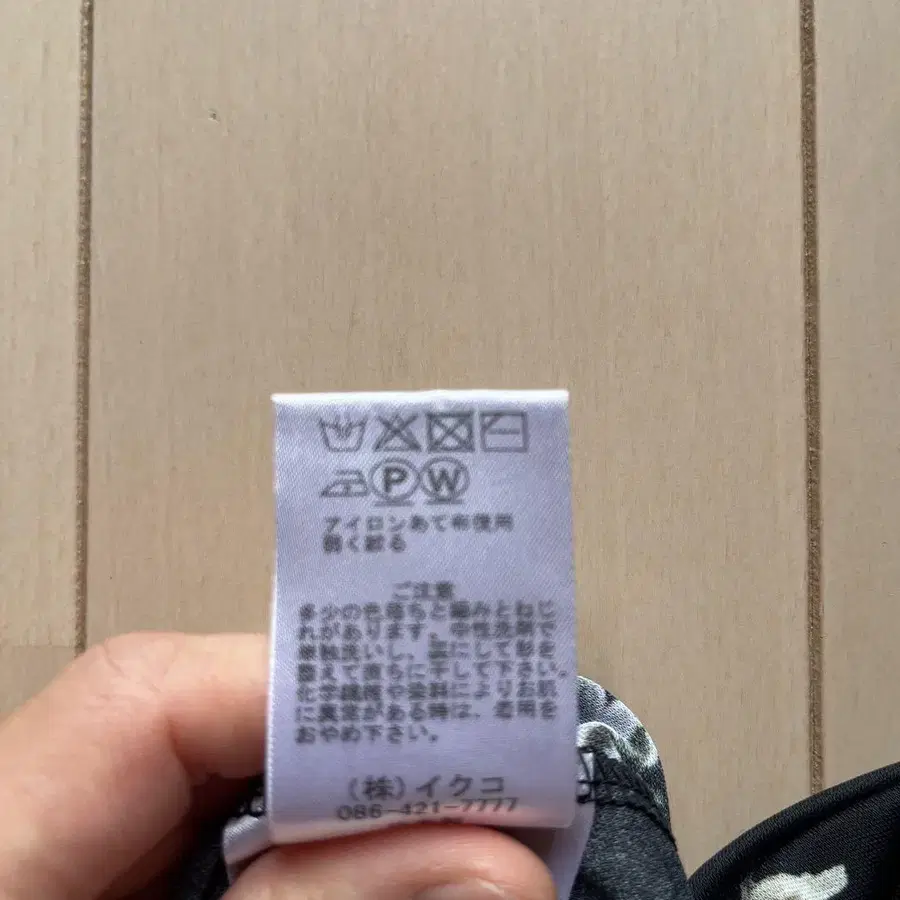 P W
アイロンあて布使用
弱く絞る
ご注意
多少の色落ちと縮みとねじ
れがあります。中性洗剤で
単独洗いし、裏にして形を
整えて直ちに干して下さい。
化学繊維や染料によりお肌
に異常がある時は、着用を
おやめ下さい。
(株)イクコ
086-421-7777